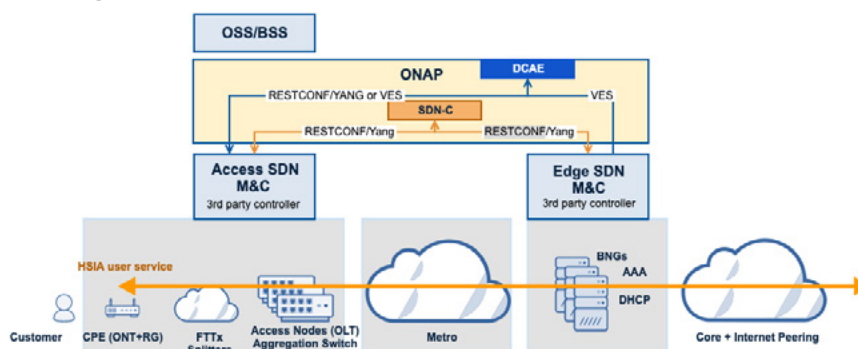 OSS/BSS
ONAP
DCAE
RESTCONF/YANG or VES
VES
SDN-C
RESTCONF/Yang
RESTCONF/Yang
Access SDN
M&C
3rd party controller
Edge SDN
M&C
3rd party controller
HSIA user service
BNGs
AAA
DHCP
Customer
CPE (ONT+RG)
FTTx
Splitters
Access Nodes (OLT)
Aggregation Switch
Metro
Core + Internet Peering